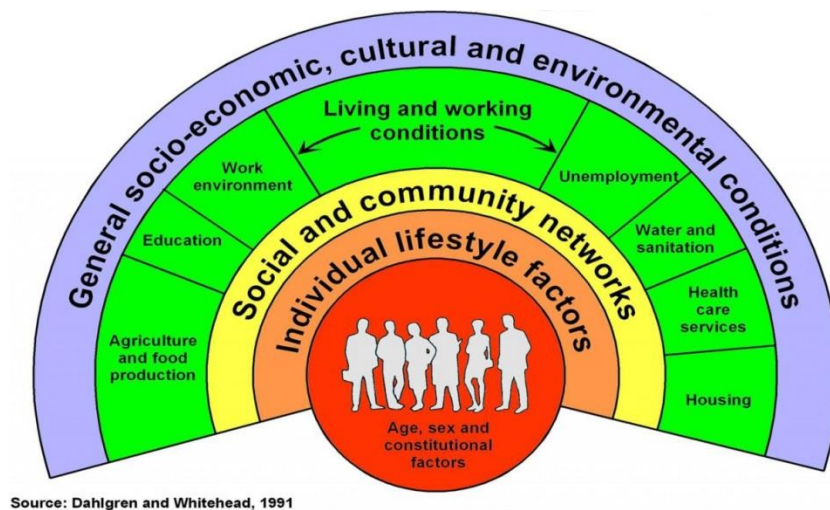 General socio-economic, cultural and environmental conditions
Living and working
conditions
Work
environment
Unemployment
Education
Water and
sanitation
Agriculture
and food
production
Health
care
services
Housing
Social and community networks
Individual lifestyle factors
Age, sex and
constitutional
factors
Source: Dahlgren and Whitehead, 1991